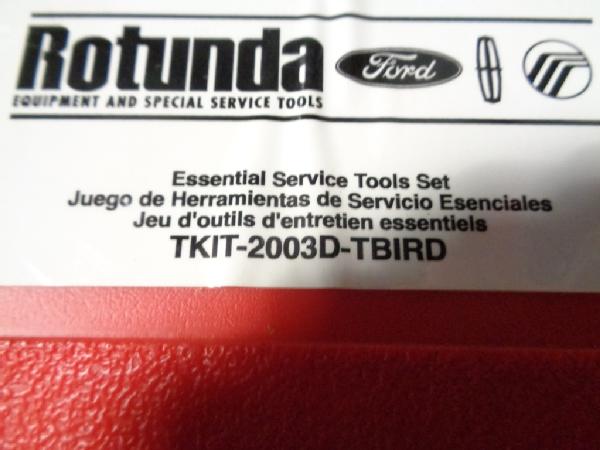 Rotunda
EQUIPMENT AND SPECIAL SERVICE TOOLS
Ford
Essential Service Tools Set
Juego de Herramientas de Servicio Esenciales
Jeu d'outils d'entretien essentiels
TKIT-2003D-TBIRD